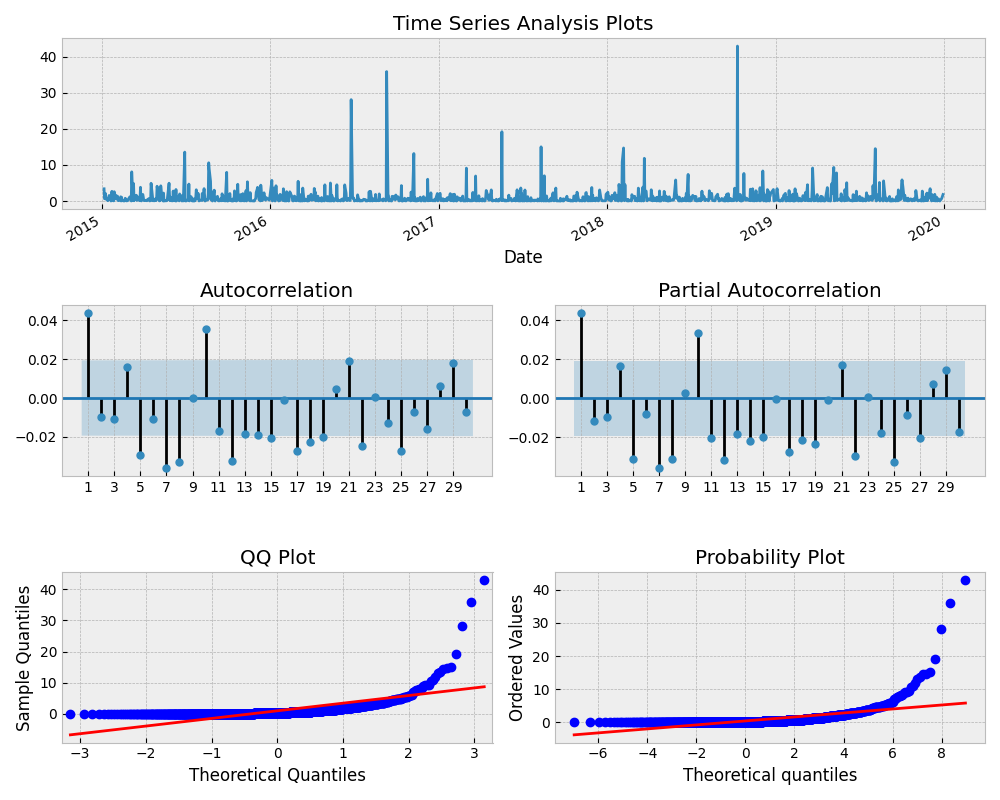 Time Series Analysis Plots
40
30
20
10
0
2015 2016 2017 2018 2019 2020
Date
Autocorrelation
0.04
0.02
0.00
−0.02
1 3 5 7 9 11 13 15 17 19 21 23 25 27 29
Partial Autocorrelation
0.04
0.02
0.00
−0.02
1 3 5 7 9 11 13 15 17 19 21 23 25 27 29
QQ Plot
Sample Quantiles
40
30
20
10
0
−3 −2 −1 0 1 2 3
Theoretical Quantiles
Probability Plot
Ordered Values
40
30
20
10
0
−6 −4 −2 0 2 4 6 8
Theoretical quantiles